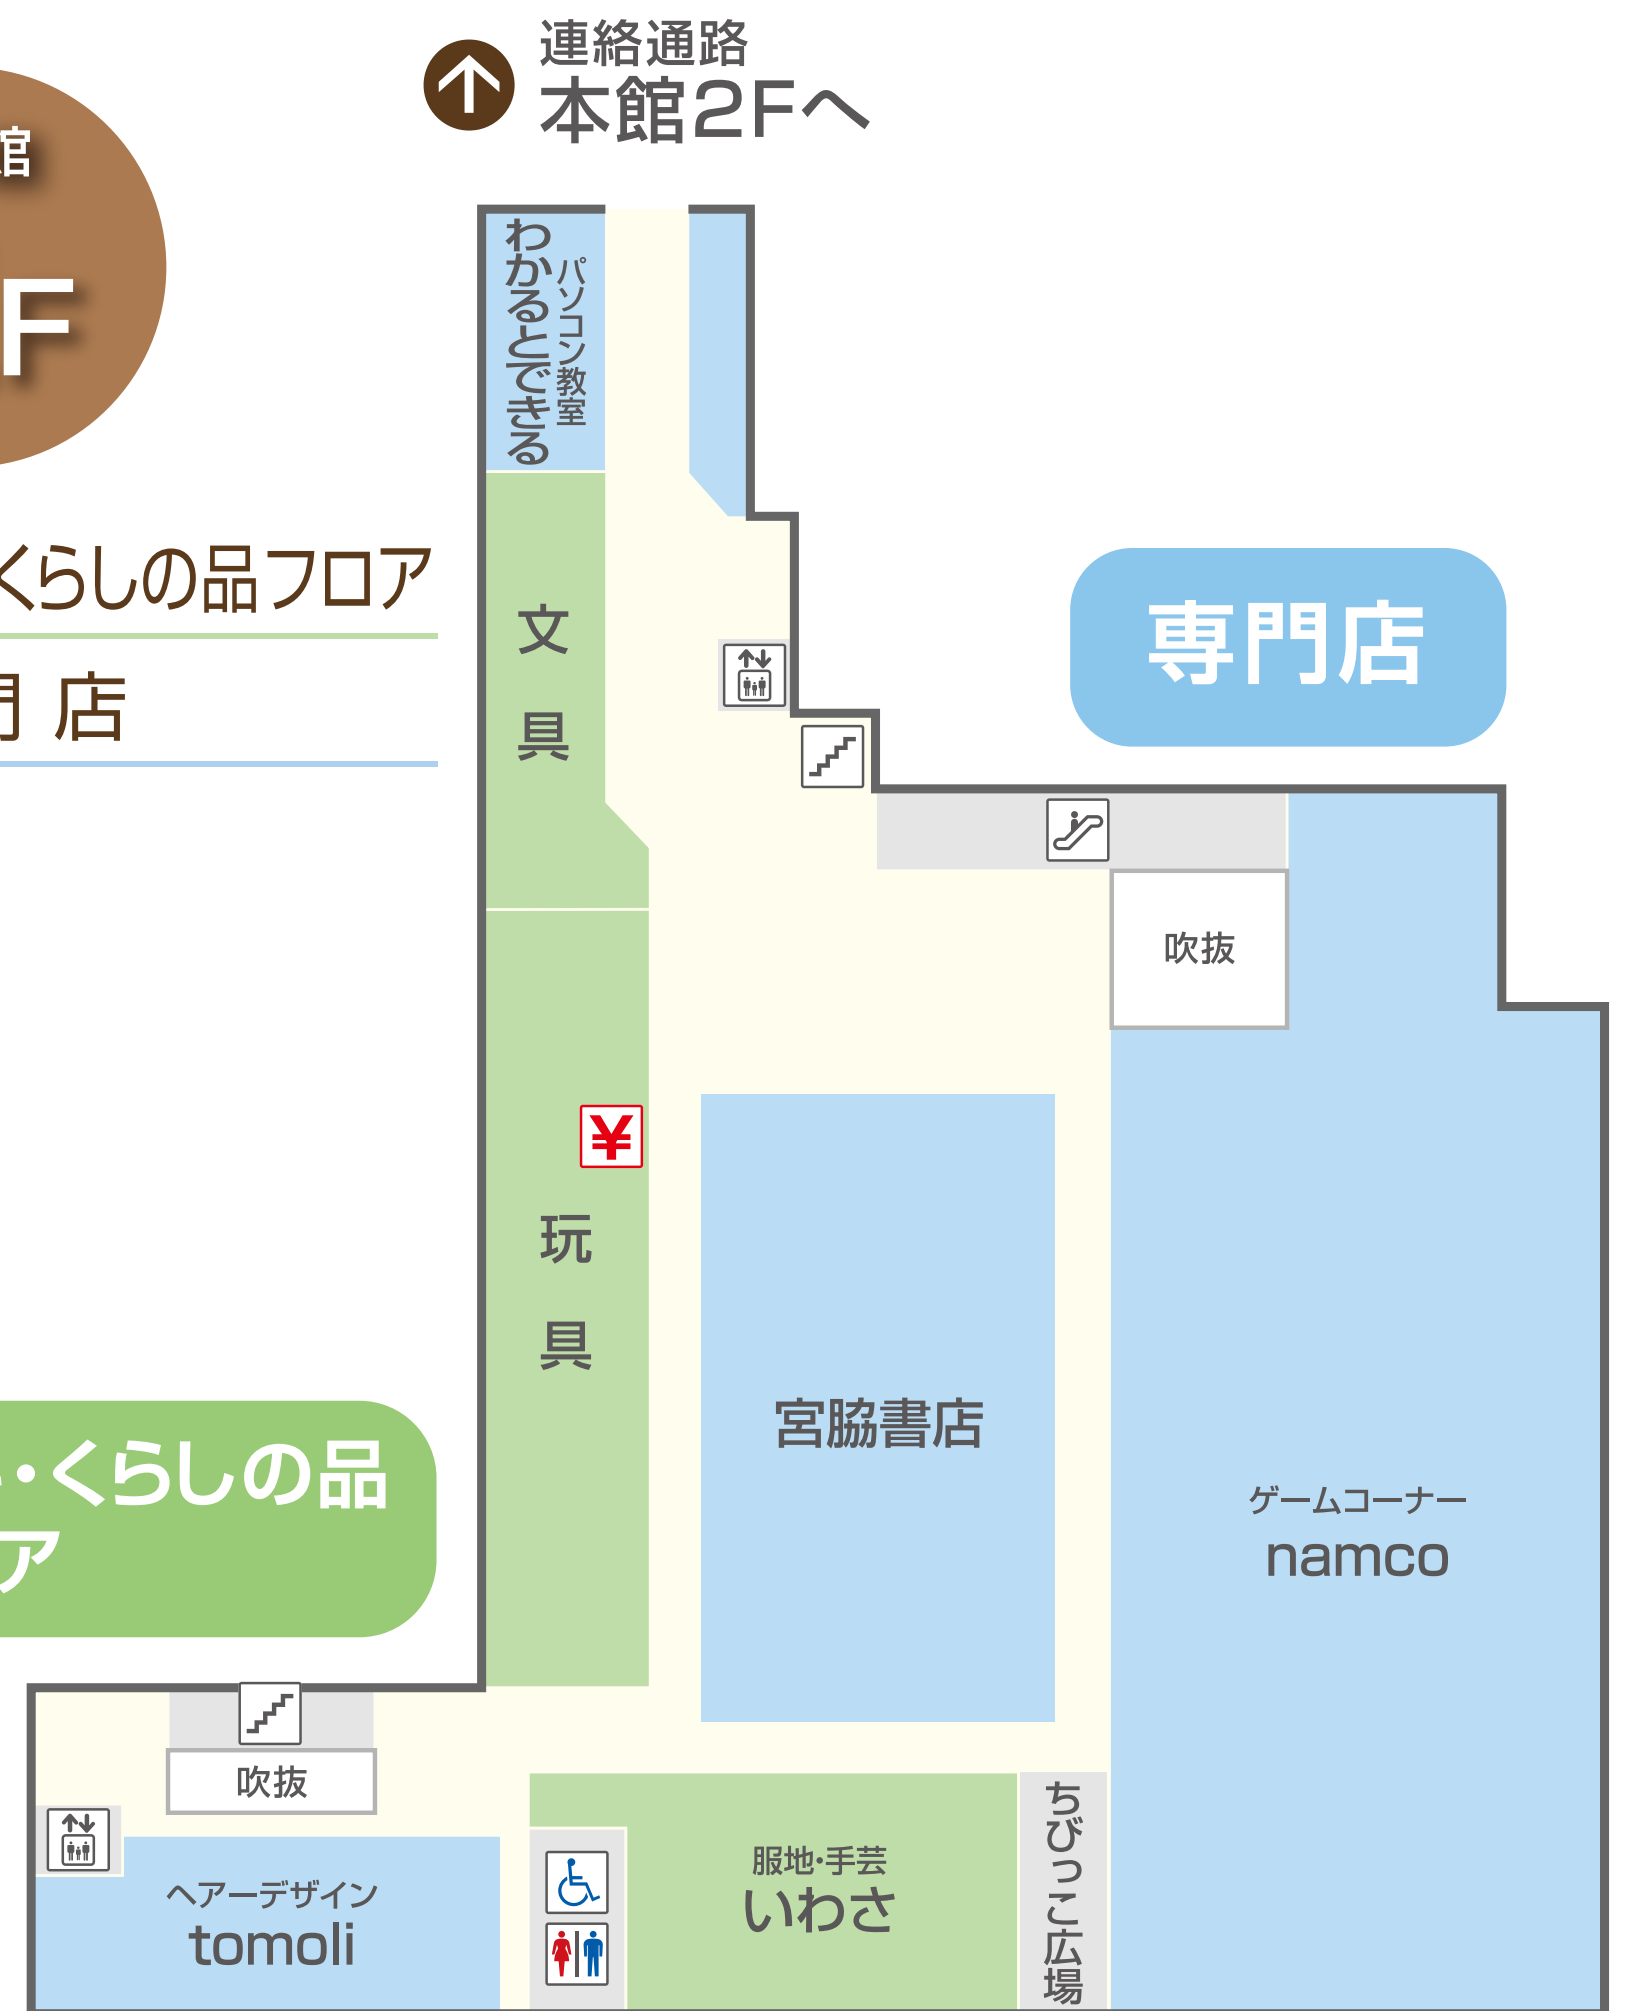 連絡通路
本館2Fへ
館
F
パソコン教室
わかるとできる
くらしの品フロア
門 店
文具
専門店
吹抜
¥
玩具
宮脇書店
ゲームコーナー
namco
・くらしの品
ア
吹抜
ヘアーデザイン
tomoli
服地・手芸
いわさ
ちびっこ広場